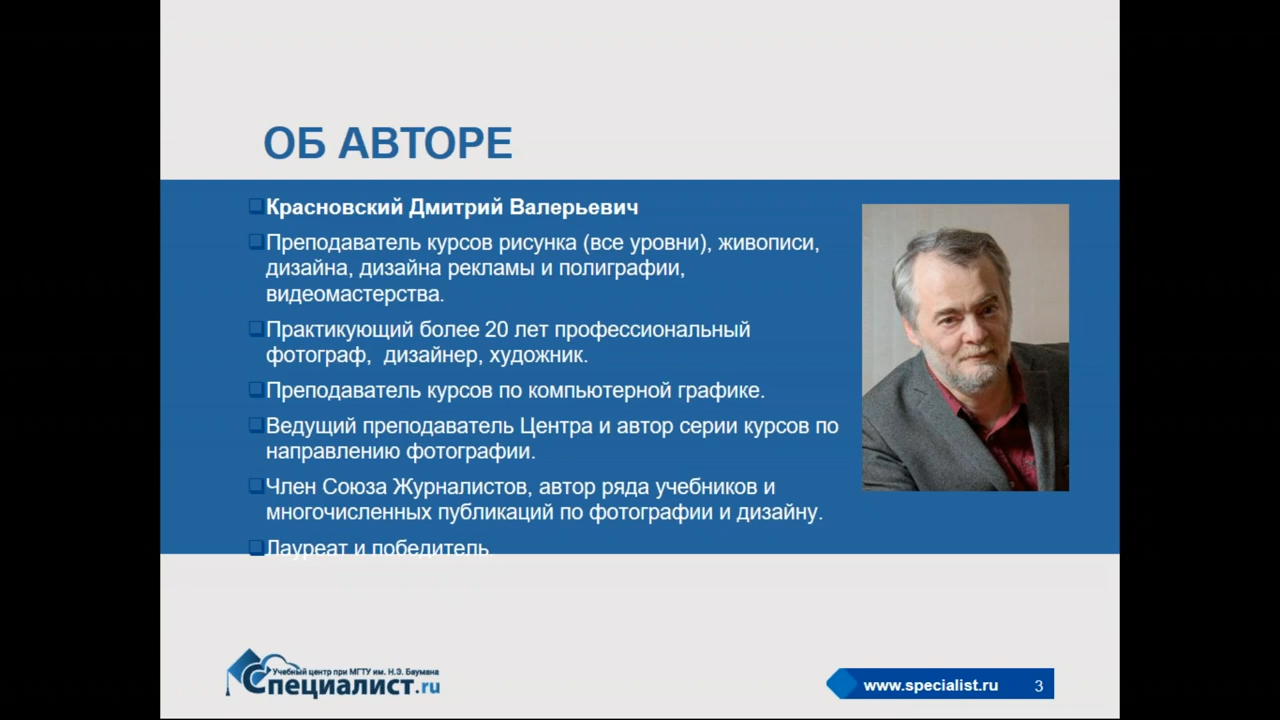 ОБ АВТОРЕ
Красновский Дмитрий Валерьевич
Преподаватель курсов рисунка (все уровни), живописи,
дизайна, дизайна рекламы и полиграфии,
видеомастерства.
Практикующий более 20 лет профессиональный
фотограф, дизайнер, художник.
Преподаватель курсов по компьютерной графике.
Ведущий преподаватель Центра и автор серии курсов по
направлению фотографии.
Член Союза Журналистов, автор ряда учебников и
многочисленных публикаций по фотографии и дизайну.
Лауреат и победитель
Учебный центр при МГТУ им. Н.Э. Баумана
Специалист.ru
www.specialist.ru 3